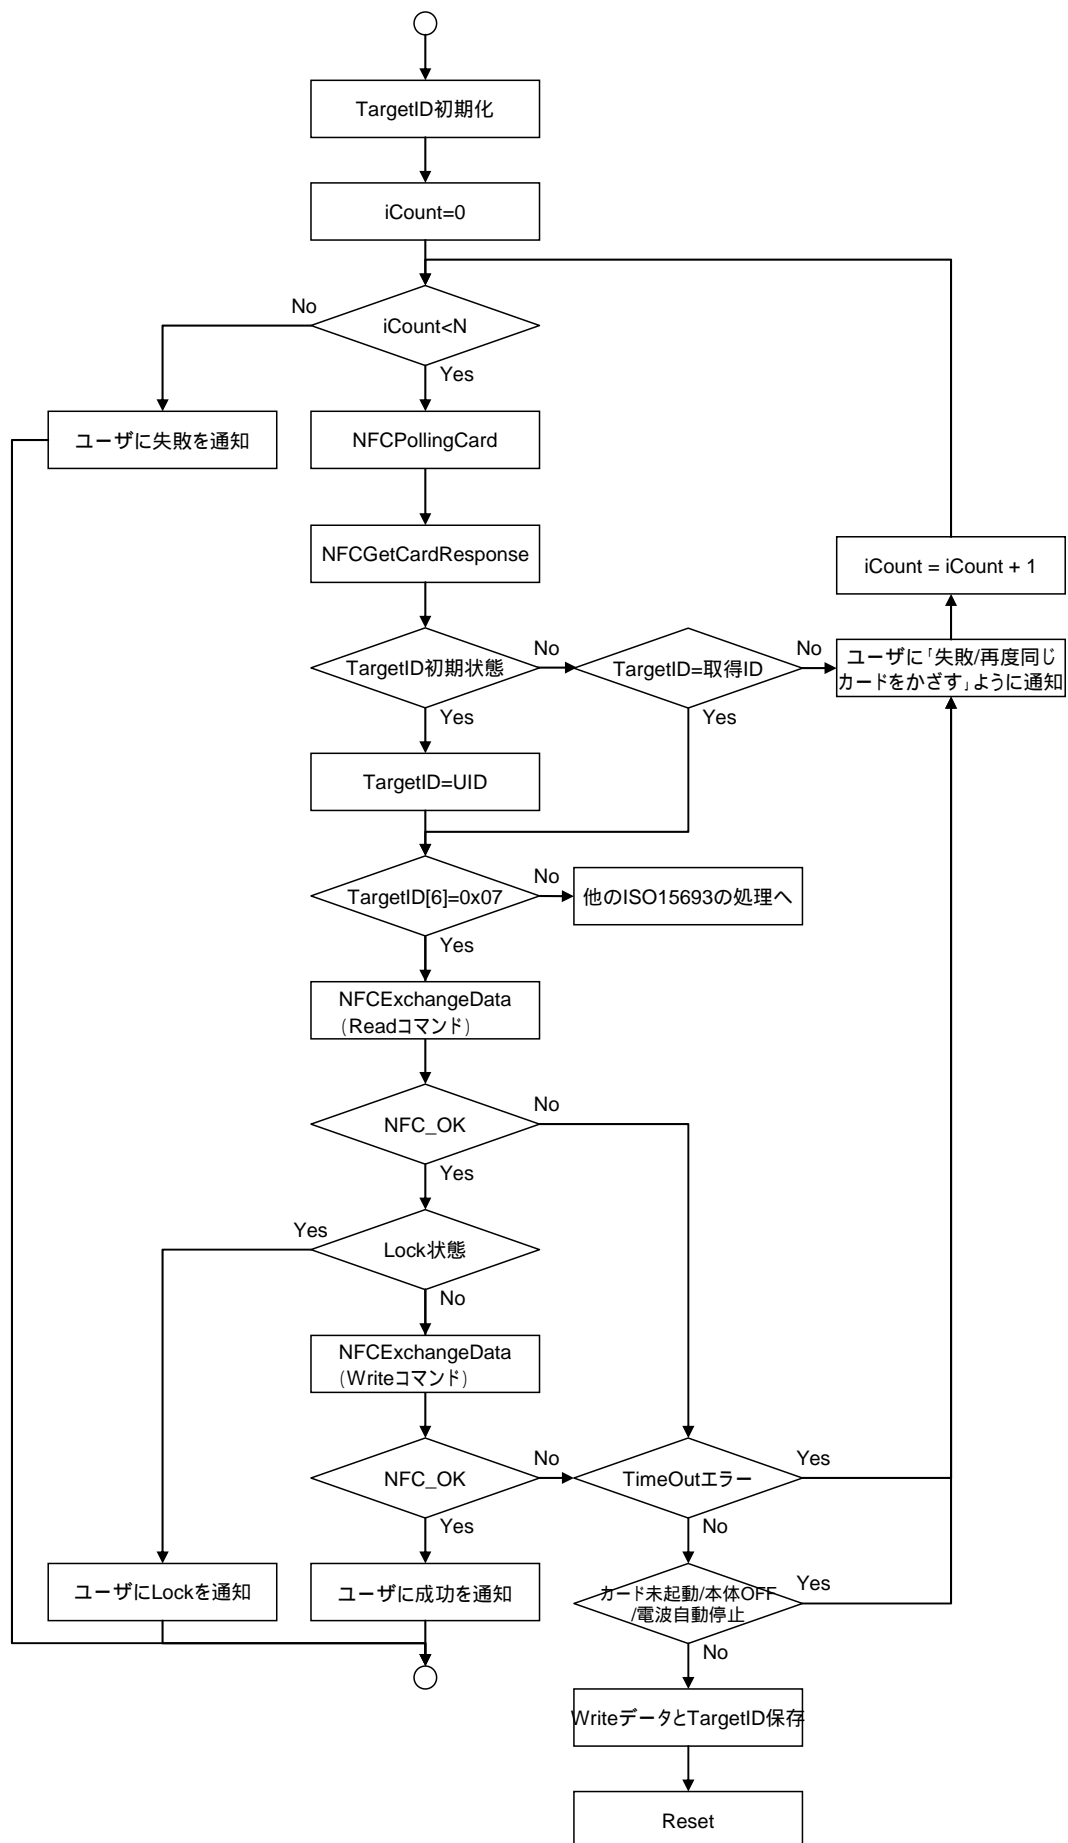 TargetID初期化
iCount=0
No
iCount<N
Yes
ユーザに失敗を通知
NFCPollingCard
NFCGetCardResponse
iCount = iCount + 1
TargetID初期状態
No
TargetID=取得ID
No
ユーザに「失敗/再度同じ
カードをかざす」ように通知
Yes
Yes
TargetID=UID
TargetID[6]=0x07
No
他のISO15693の処理へ
Yes
NFCExchangeData
(Readコマンド)
NFC_OK
No
Yes
Yes
Lock状態
No
NFCExchangeData
(Writeコマンド)
NFC_OK
No
TimeOutエラー
Yes
Yes
No
ユーザにLockを通知
ユーザに成功を通知
カード未起動/本体OFF
/電波自動停止
Yes
No
WriteデータとTargetID保存
Reset